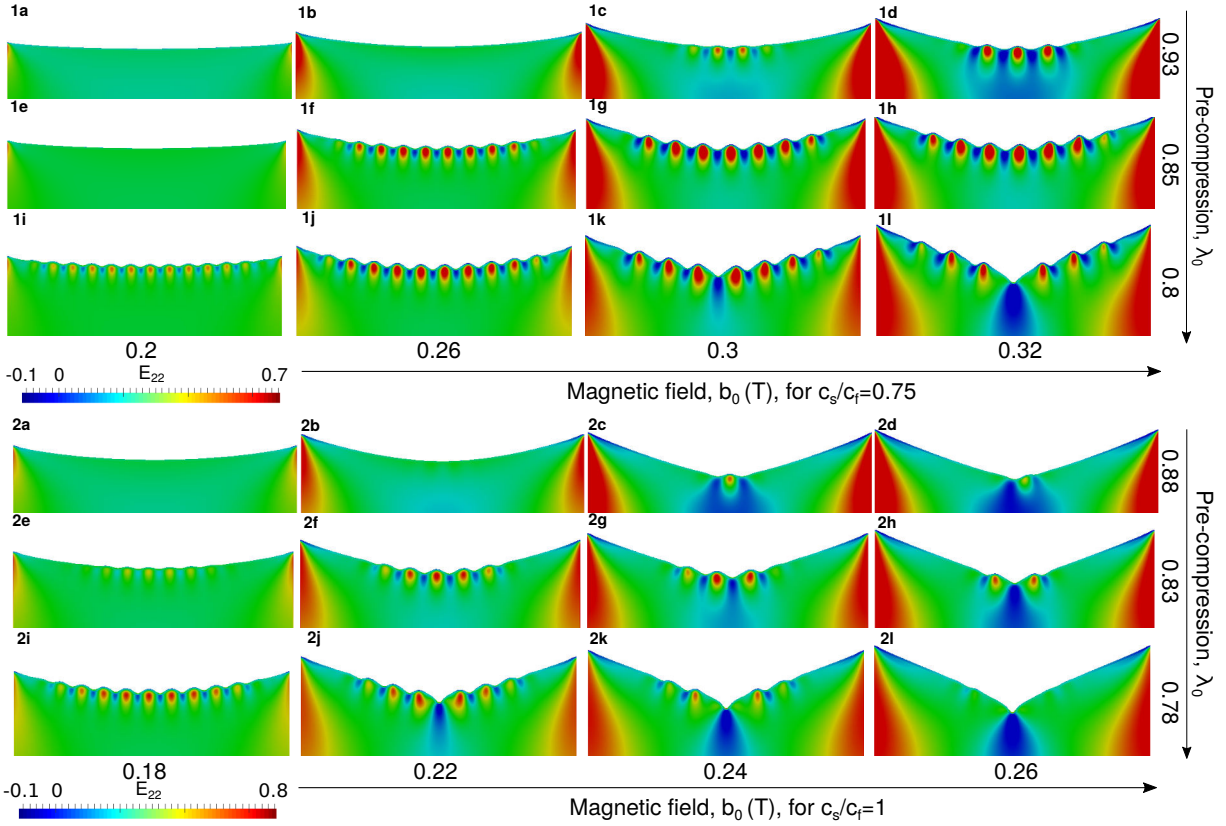 1a 1b 1c 1d
0.93
1e 1f 1g 1h
0.85
1i 1j 1k 1l
0.8
Pre-compression, λ0
0.2 0.26 0.3 0.32
-0.1 0 E22 0.7
Magnetic field, b0 (T), for cs/cf=0.75
2a 2b 2c 2d
0.88
2e 2f 2g 2h
0.83
2i 2j 2k 2l
0.78
Pre-compression, λ0
0.18 0.22 0.24 0.26
-0.1 0 E22 0.8
Magnetic field, b0 (T), for cs/cf=1